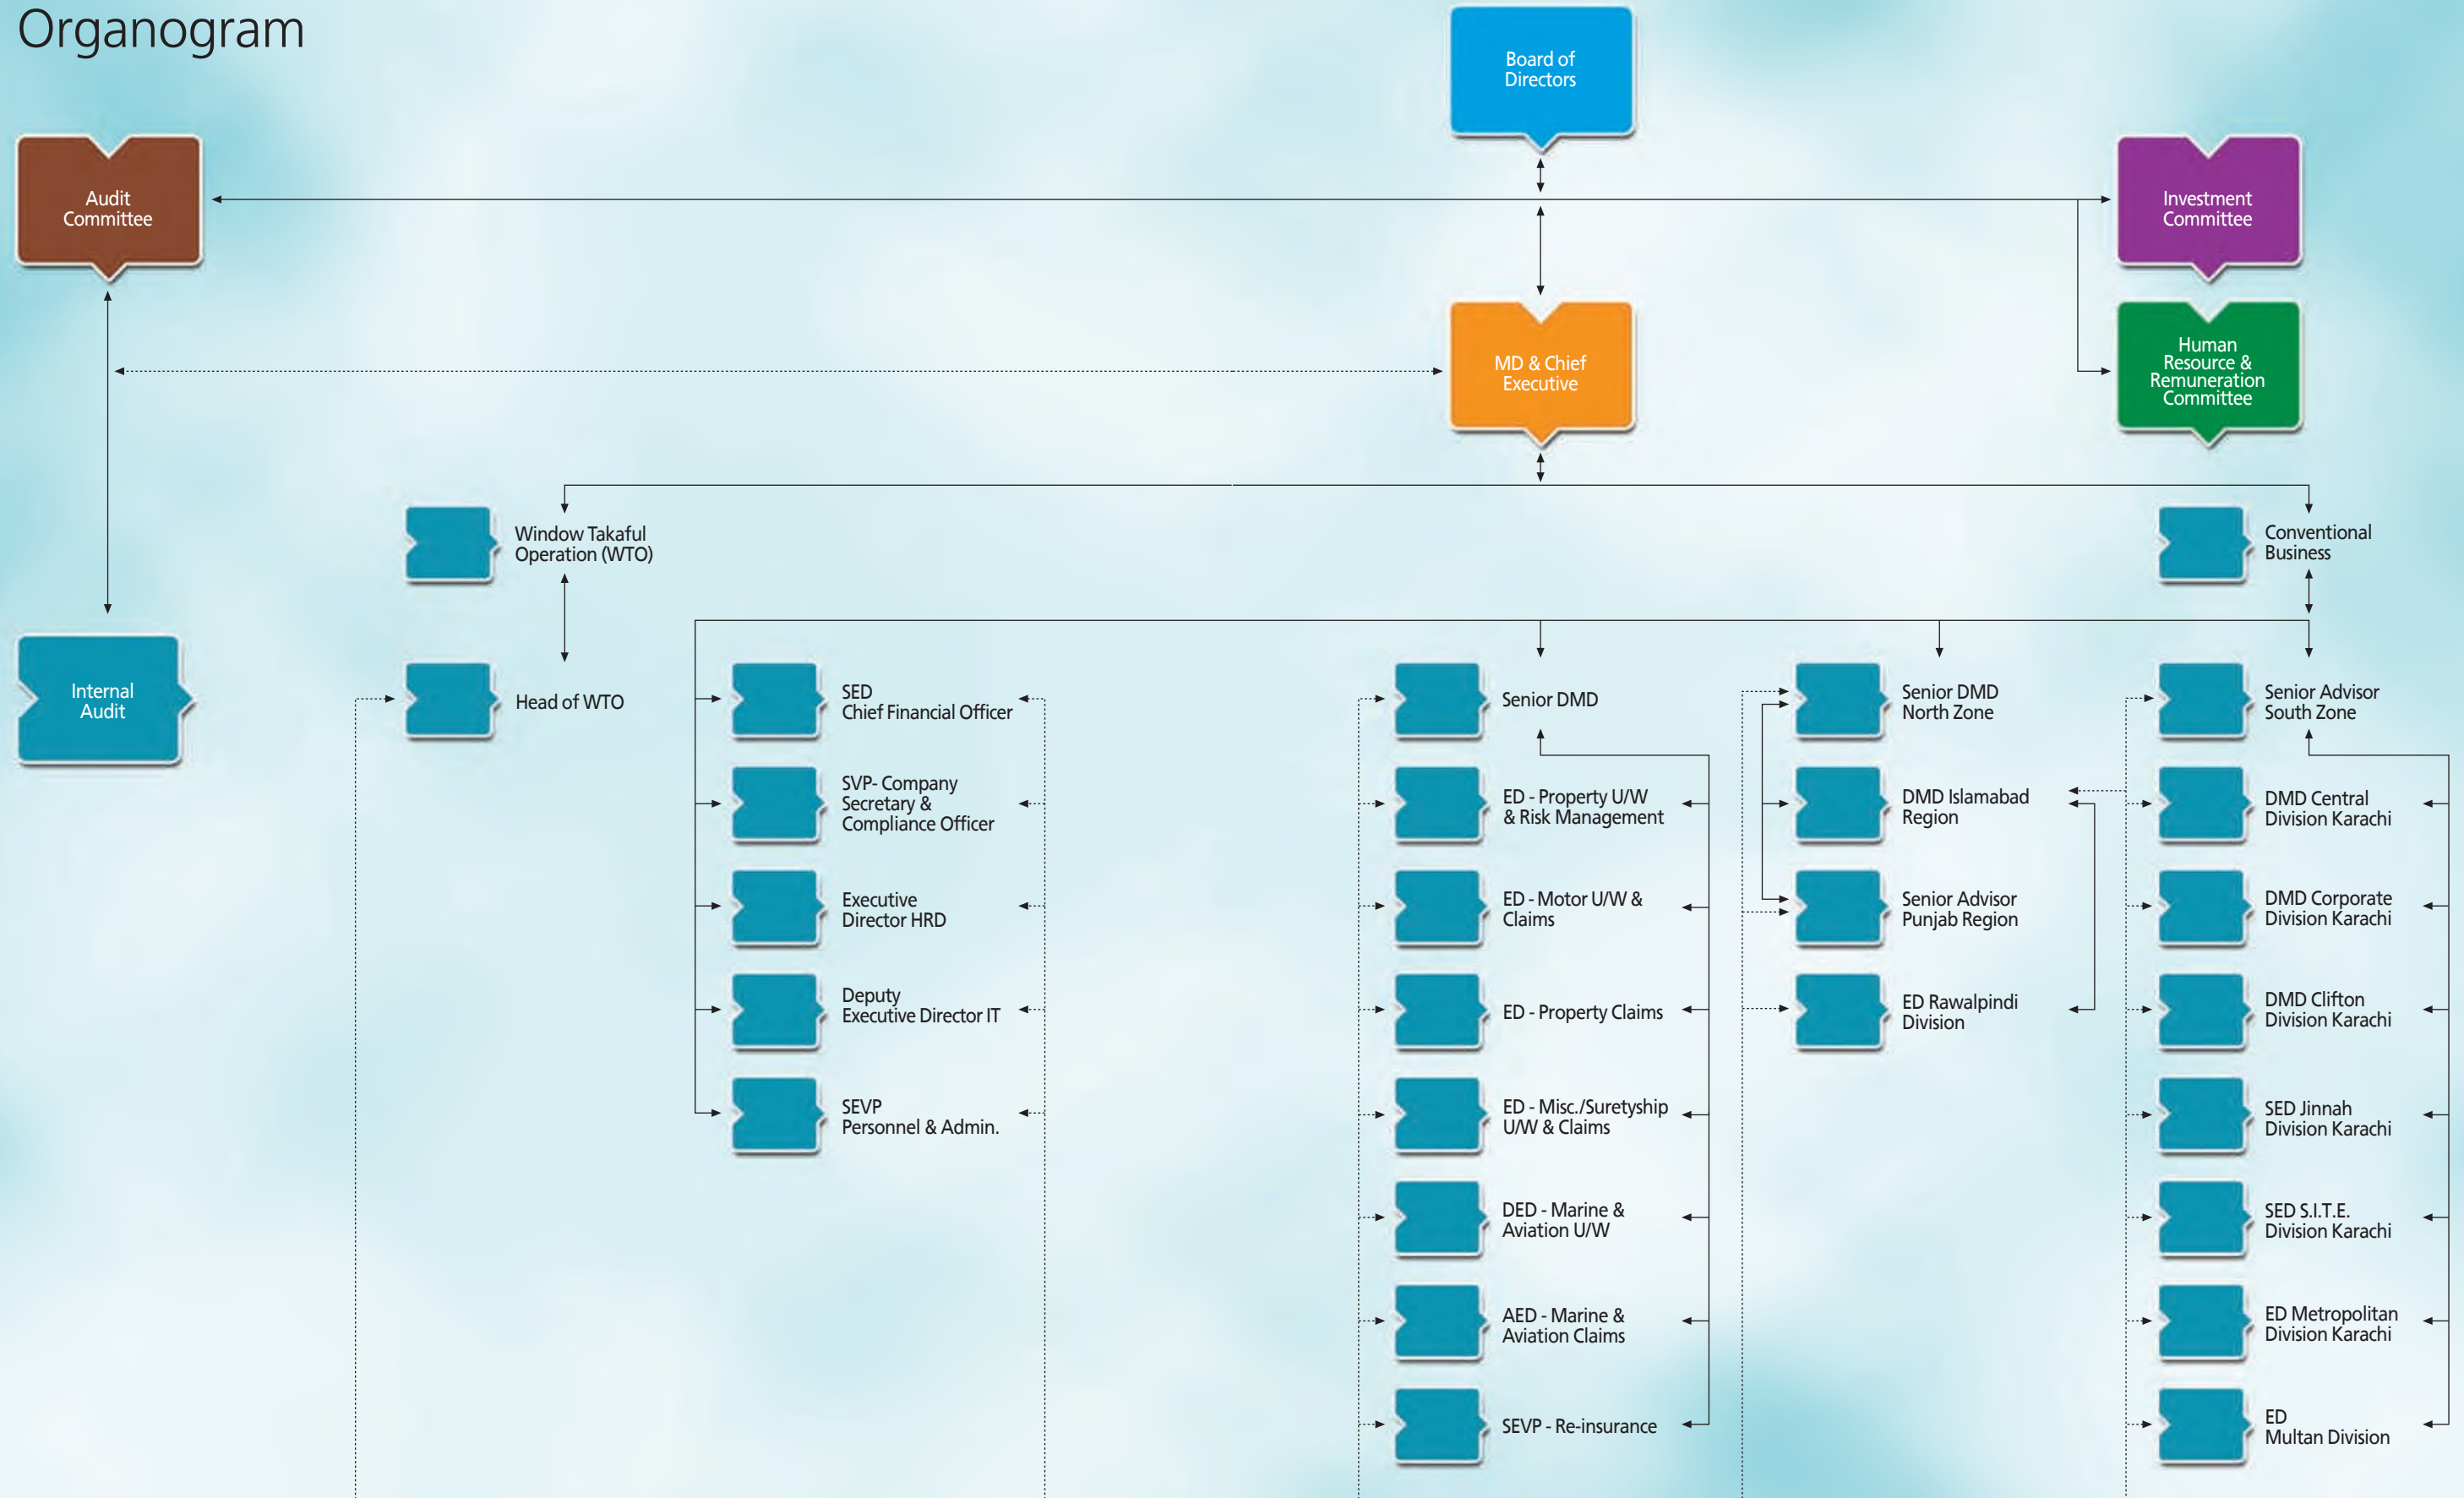 Organogram
Board of
Directors
Audit
Committee
Investment
Committee
MD & Chief
Executive
Human
Resource &
Remuneration
Committee
Window Takaful
Operation (WTO)
Conventional
Business
Internal
Audit
Head of WTO
SED
Chief Financial Officer
SVP- Company
Secretary &
Compliance Officer
Executive
Director HRD
Deputy
Executive Director IT
SEVP
Personnel & Admin.
Senior DMD
ED - Property U/W
& Risk Management
ED - Motor U/W &
Claims
ED - Property Claims
ED - Misc./Suretyship
U/W & Claims
DED - Marine &
Aviation U/W
AED - Marine &
Aviation Claims
SEVP - Re-insurance
Senior DMD
North Zone
DMD Islamabad
Region
Senior Advisor
Punjab Region
ED Rawalpindi
Division
Senior Advisor
South Zone
DMD Central
Division Karachi
DMD Corporate
Division Karachi
DMD Clifton
Division Karachi
SED Jinnah
Division Karachi
SED S.I.T.E.
Division Karachi
ED Metropolitan
Division Karachi
ED
Multan Division